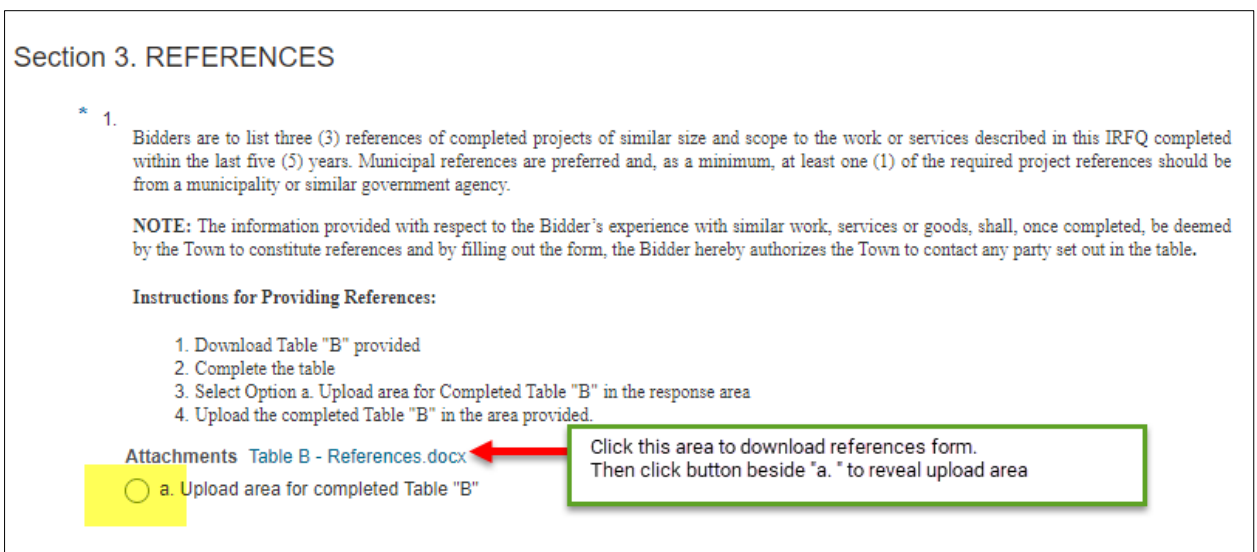 Section 3. REFERENCES
* 1.
Bidders are to list three (3) references of completed projects of similar size and scope to the work or services described in this IRFQ completed
within the last five (5) years. Municipal references are preferred and, as a minimum, at least one (1) of the required project references should be
from a municipality or similar government agency.
NOTE: The information provided with respect to the Bidder's experience with similar work, services or goods, shall, once completed, be deemed
by the Town to constitute references and by filling out the form, the Bidder hereby authorizes the Town to contact any party set out in the table.
Instructions for Providing References:
1. Download Table "B" provided
2. Complete the table
3. Select Option a. Upload area for Completed Table "B" in the response area
4. Upload the completed Table "B" in the area provided.
Attachments Table B - References.docx
Click this area to download references form.
Then click button beside "a. " to reveal upload area
a. Upload area for completed Table "B"